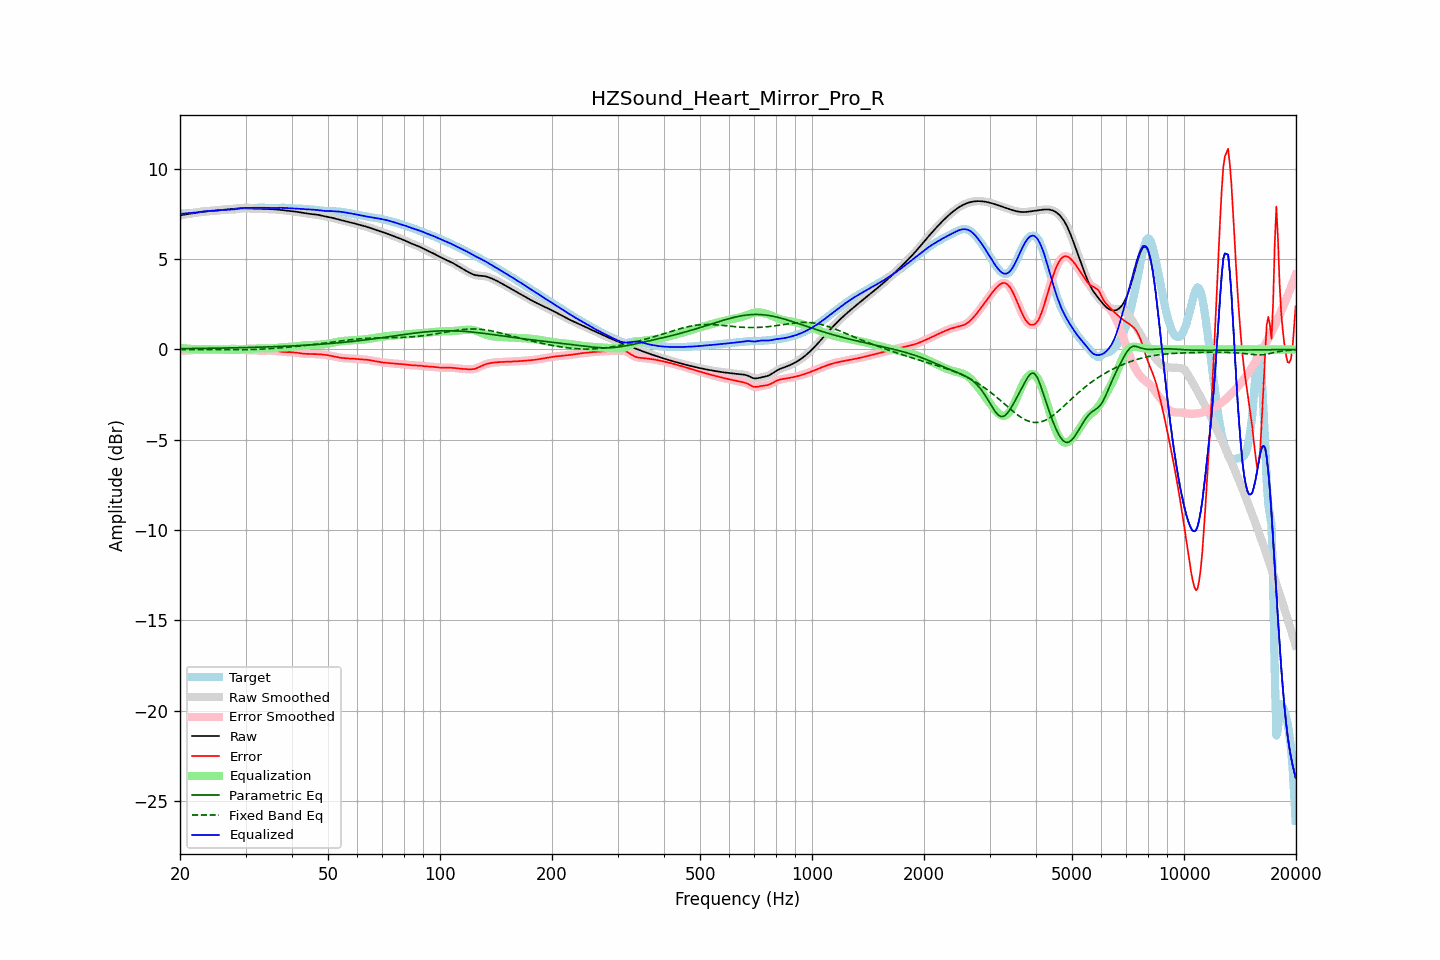 HZSound_Heart_Mirror_Pro_R
10
5
0
−5
−10
−15
−20
−25
Amplitude (dBr)
Target
Raw Smoothed
Error Smoothed
Raw
Error
Equalization
Parametric Eq
Fixed Band Eq
Equalized
20 50 100 200 500 1000 2000 5000 10000 20000
Frequency (Hz)